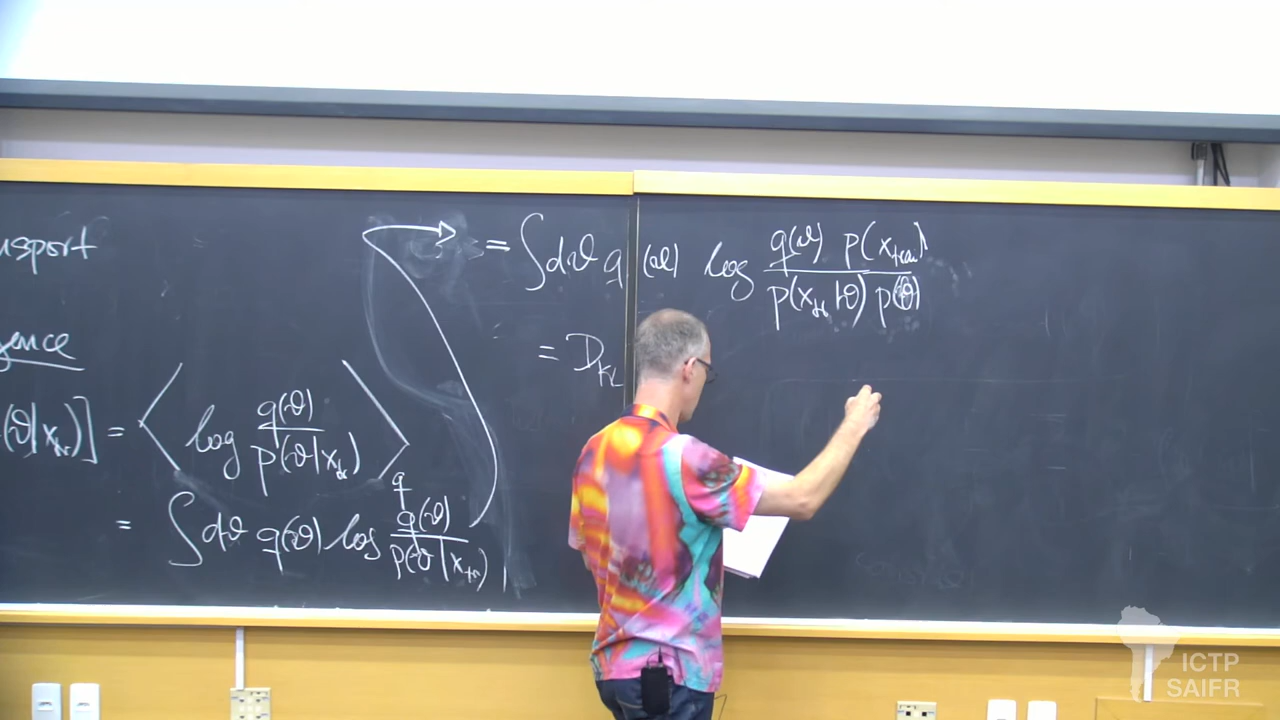 nsport
gence
(ϑ|x_tr)] = ⟨ log q(ϑ) / p(ϑ|x_tr) ⟩_q
= ∫dϑ q(ϑ) log q(ϑ) / p(ϑ|x_tr)
= ∫dϑ q(ϑ) log q(ϑ) p(x_train) / p(x_tr|ϑ) p(ϑ)
= D_KL
ICTP
SAIFR